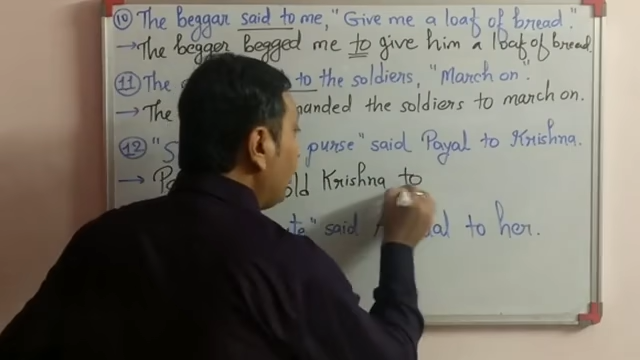 ⑩ The beggar said to me, "Give me a loaf of bread."
→ The begger begged me to give him a loaf of bread.
⑪ The to the soldiers, "March on".
→ The manded the soldiers to march on.
⑫ "S purse" said Payal to Krishna.
→ Pa old Krishna to
" said al to her.